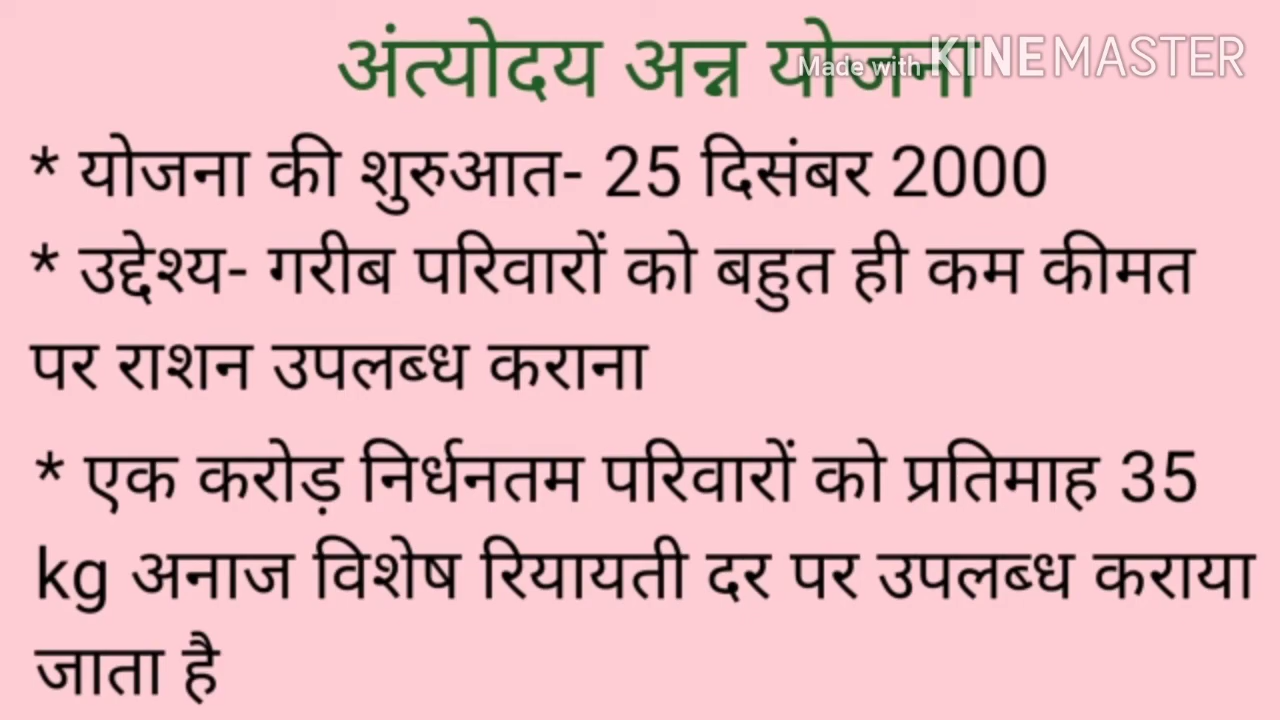 अंत्योदय अन्न योजना
Made with KINEMASTER
* योजना की शुरुआत- 25 दिसंबर 2000
* उद्देश्य- गरीब परिवारों को बहुत ही कम कीमत
पर राशन उपलब्ध कराना
* एक करोड़ निर्धनतम परिवारों को प्रतिमाह 35
kg अनाज विशेष रियायती दर पर उपलब्ध कराया
जाता है